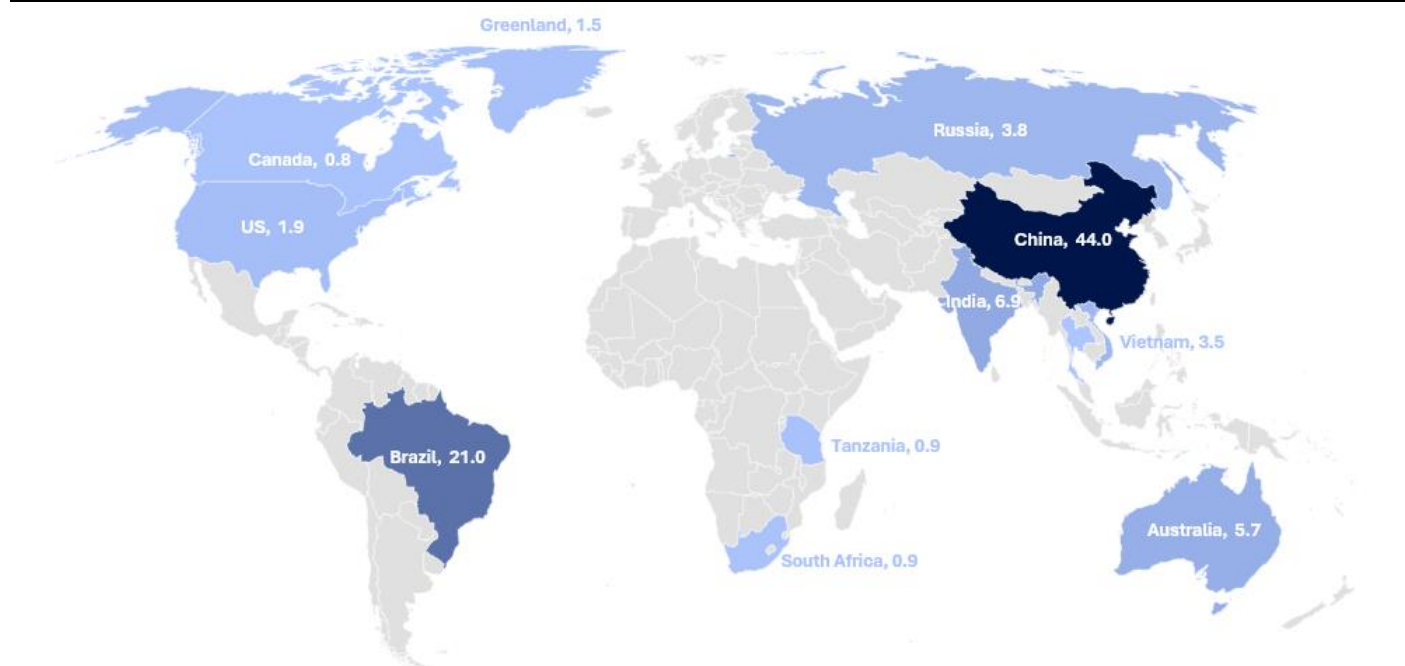 Greenland, 1.5
Russia, 3.8
Canada, 0.8
US, 1.9
China, 44.0
India, 6.9
Vietnam, 3.5
Tanzania, 0.9
Brazil, 21.0
Australia, 5.7
South Africa, 0.9